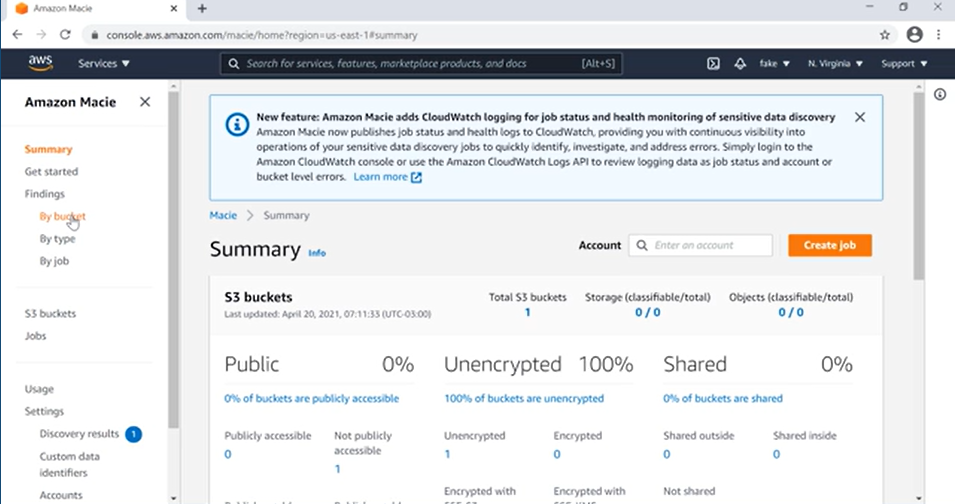 Amazon Macie
console.aws.amazon.com/macie/home?region=us-east-1#summary
aws Services ▼ Search for services, features, marketplace products, and docs [Alt+S] fake ▼ N. Virginia ▼ Support ▼
Amazon Macie
Summary
Get started
Findings
By bucket
By type
By job
S3 buckets
Jobs
Usage
Settings
Discovery results 1
Custom data
identifiers
Accounts
New feature: Amazon Macie adds CloudWatch logging for job status and health monitoring of sensitive data discovery
Amazon Macie now publishes job status and health logs to CloudWatch, providing you with continuous visibility into
operations of your sensitive data discovery jobs to quickly identify, investigate, and address errors. Simply login to the
Amazon CloudWatch console or use the Amazon CloudWatch Logs API to review logging data as job status and account or
bucket level errors. Learn more
Macie > Summary
Summary Info
Account Enter an account Create job
S3 buckets
Last updated: April 20, 2021, 07:11:33 (UTC-03:00)
Total S3 buckets
1
Storage (classifiable/total)
0 / 0
Objects (classifiable/total)
0 / 0
Public 0%
0% of buckets are publicly accessible
Publicly accessible
0
Not publicly
accessible
1
Unencrypted 100%
100% of buckets are unencrypted
Unencrypted
1
Encrypted
0
Encrypted with
Encrypted with
Shared 0%
0% of buckets are shared
Shared outside
0
Shared inside
0
Not shared